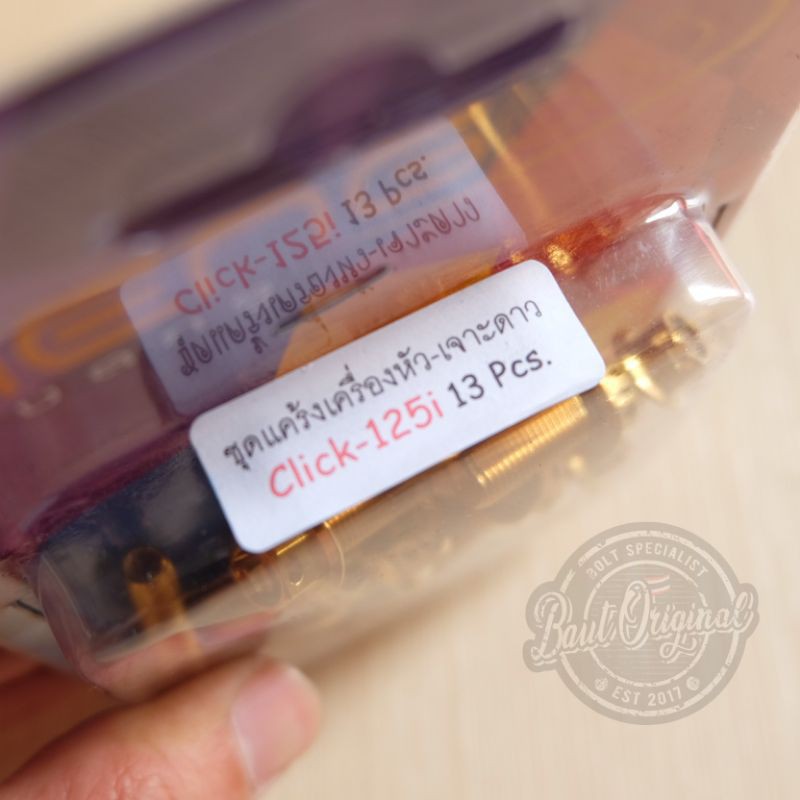 ชุดแคร้งเครื่องหัว-เจาะดาว
Click-125i 13 Pcs.
BOLT SPECIALIST
Baut Original
EST 2017